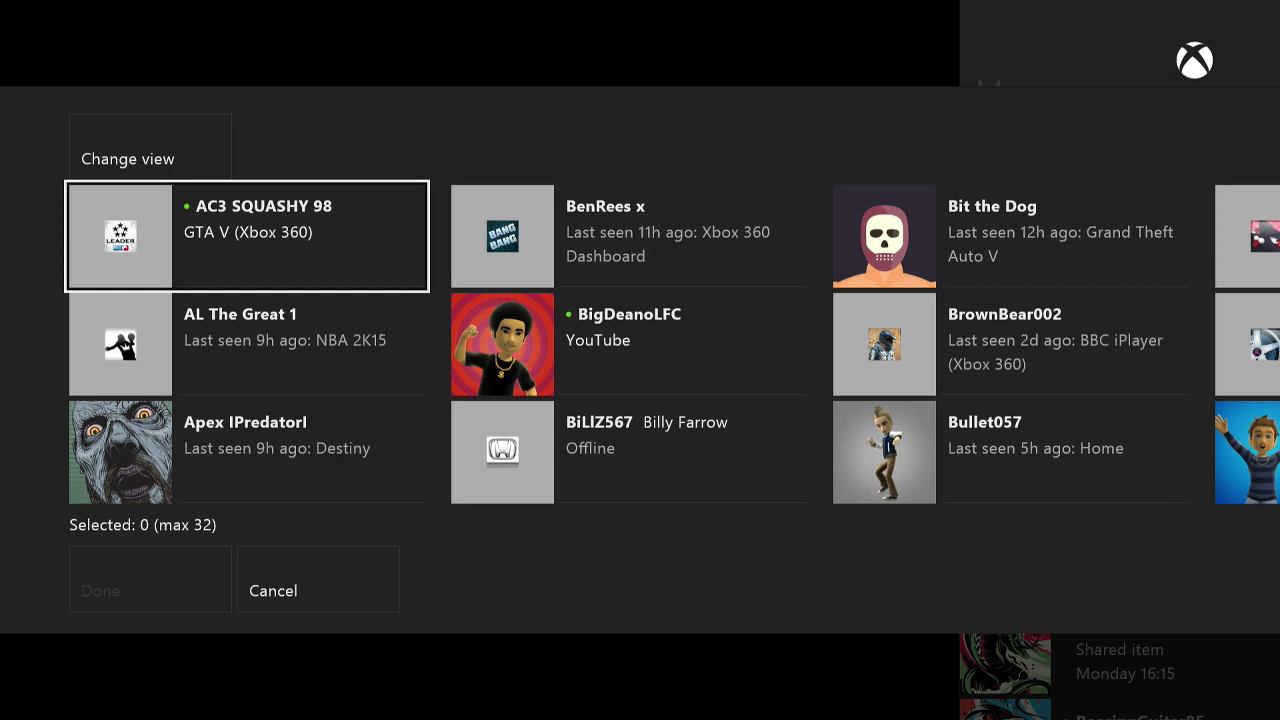 Change view
AC3 SQUASHY 98
GTA V (Xbox 360)
LEADER
AL The Great 1
Last seen 9h ago: NBA 2K15
Apex IPredatorI
Last seen 9h ago: Destiny
BANG
BANG
BenRees x
Last seen 11h ago: Xbox 360
Dashboard
BigDeanoLFC
YouTube
BiLlZ567 Billy Farrow
Offline
Bit the Dog
Last seen 12h ago: Grand Theft
Auto V
BrownBear002
Last seen 2d ago: BBC iPlayer
(Xbox 360)
Bullet057
Last seen 5h ago: Home
Selected: 0 (max 32)
Done
Cancel
Shared item
Monday 16:15